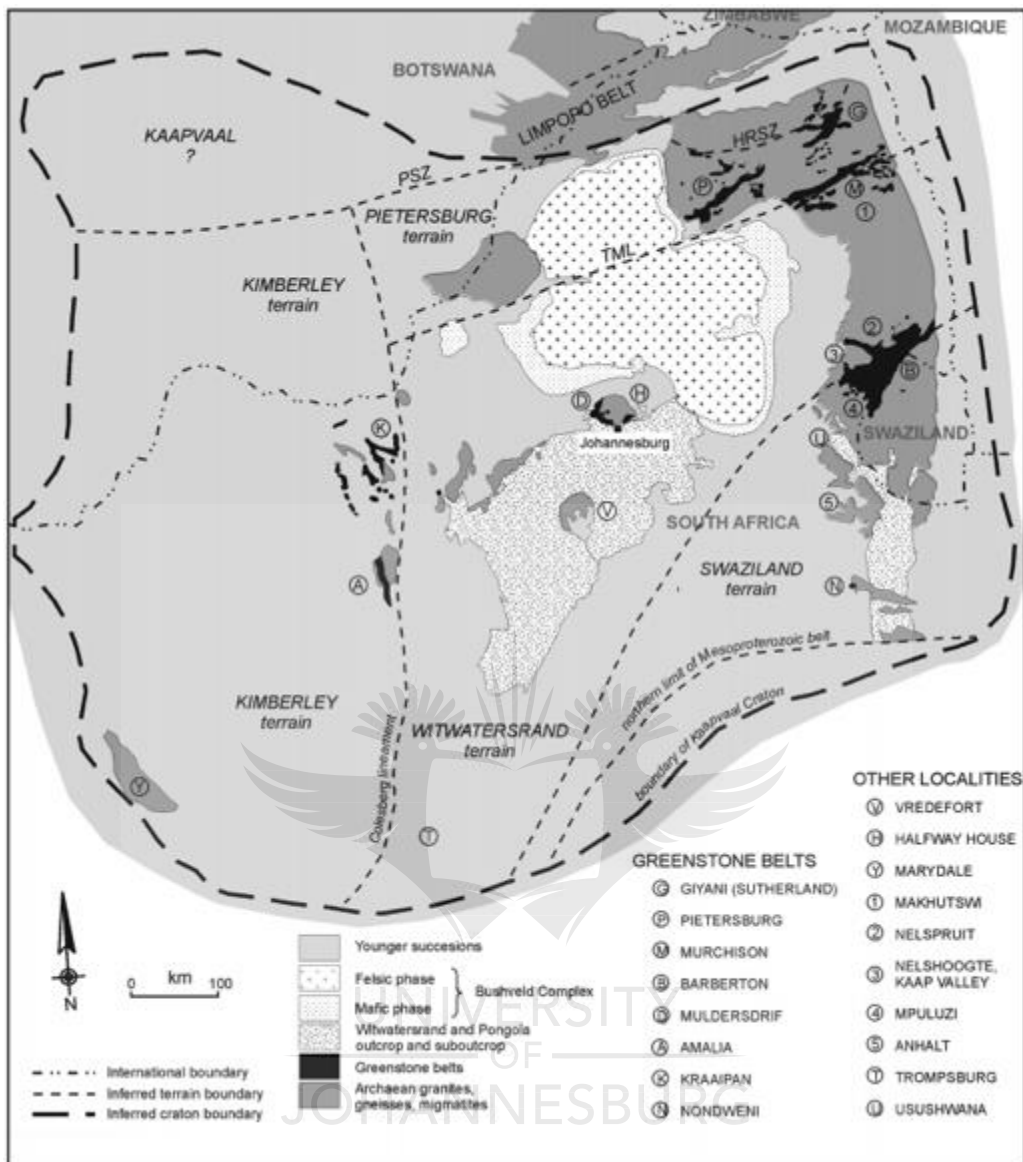 ZIMBABWE
MOZAMBIQUE
BOTSWANA
LIMPOPO BELT
KAAPVAAL
?
HRSZ
G
PSZ
P
M
1
PIETERSBURG
terrain
TML
KIMBERLEY
terrain
2
3
B
D
H
4
K
Johannesburg
U
SWAZILAND
V
5
SOUTH AFRICA
A
SWAZILAND
terrain
N
northern limit of Mesoproterozoic belt
KIMBERLEY
terrain
WITWATERSRAND
terrain
Colesberg lineament
boundary of Kaapvaal Craton
Y
T
OTHER LOCALITIES
V VREDEFORT
H HALFWAY HOUSE
Y MARYDALE
1 MAKHUTSWI
2 NELSPRUIT
3 NELSHOOGTE,
KAAP VALLEY
4 MPULUZI
5 ANHALT
T TROMPSBURG
U USUSHWANA
GREENSTONE BELTS
G GIYANI (SUTHERLAND)
P PIETERSBURG
M MURCHISON
B BARBERTON
D MULDERSDRIF
A AMALIA
K KRAAIPAN
N NONDWENI
N
km
0 100
Younger succesions
Felsic phase
Mafic phase
Bushveld Complex
Witwatersrand and Pongola
outcrop and suboutcrop
Greenstone belts
Archaean granites,
gneisses, migmatites
International boundary
Inferred terrain boundary
Inferred craton boundary
UNIVERSITY
OF
JOHANNESBURG